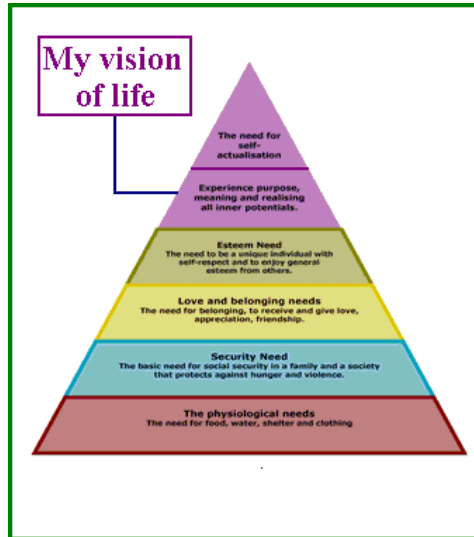 My vision
of life
The need for
self-
actualisation
Experience purpose,
meaning and realising
all inner potentials.
Esteem Need
The need to be a unique individual with
self-respect and to enjoy general
esteem from others.
Love and belonging needs
The need for belonging, to receive and give love,
appreciation, friendship.
Security Need
The basic need for social security in a family and a society
that protects against hunger and violence.
The physiological needs
The need for food, water, shelter and clothing